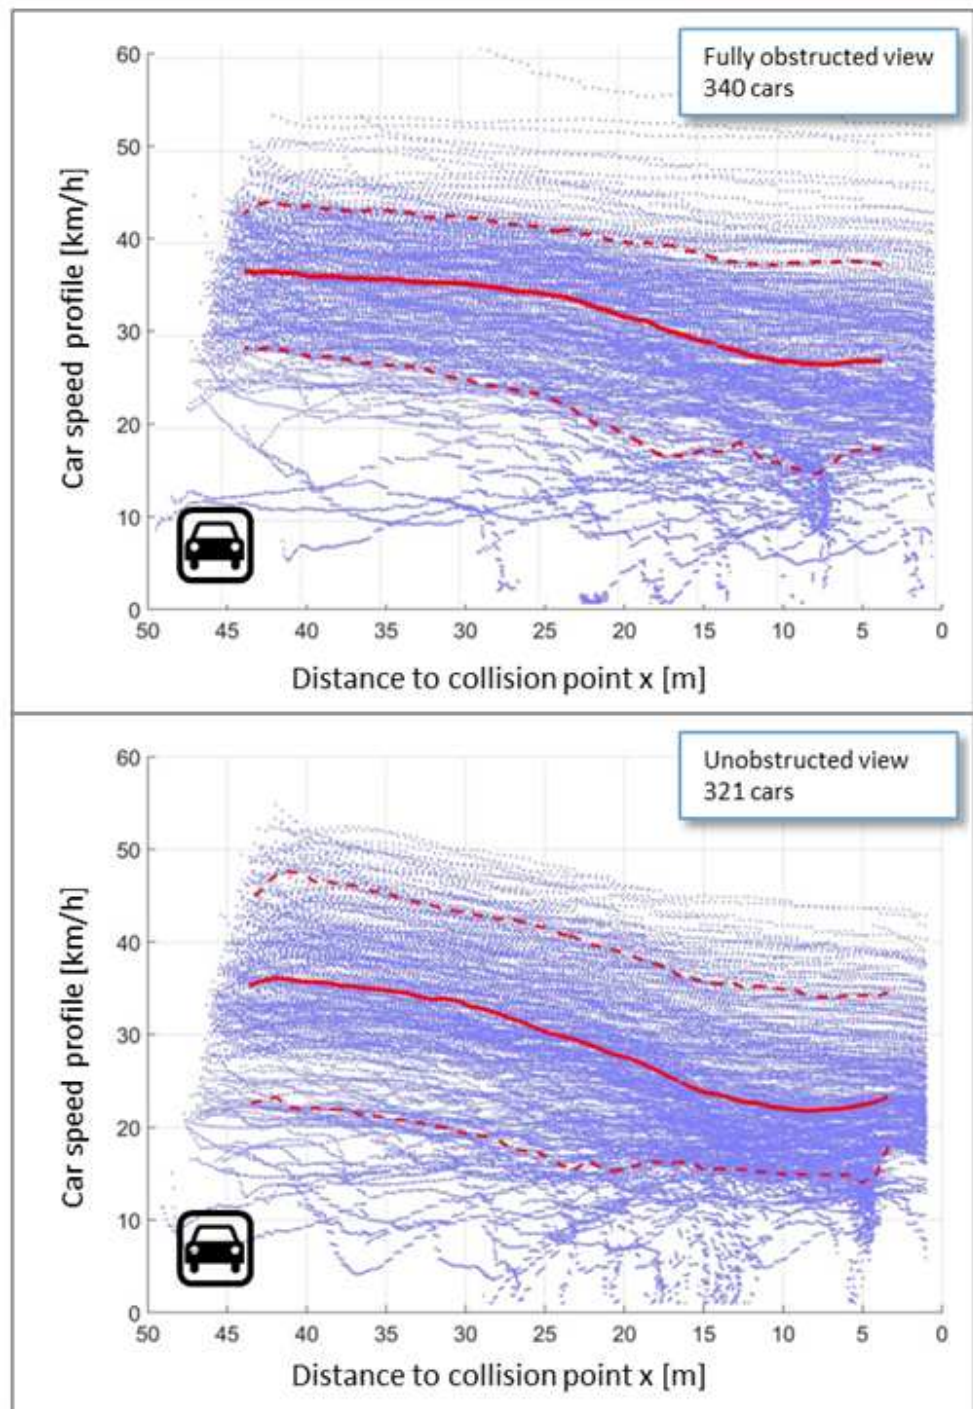 Fully obstructed view
340 cars
Car speed profile [km/h]
60
50
40
30
20
10
0
50 45 40 35 30 25 20 15 10 5 0
Distance to collision point x [m]
Unobstructed view
321 cars
Car speed profile [km/h]
60
50
40
30
20
10
0
50 45 40 35 30 25 20 15 10 5 0
Distance to collision point x [m]